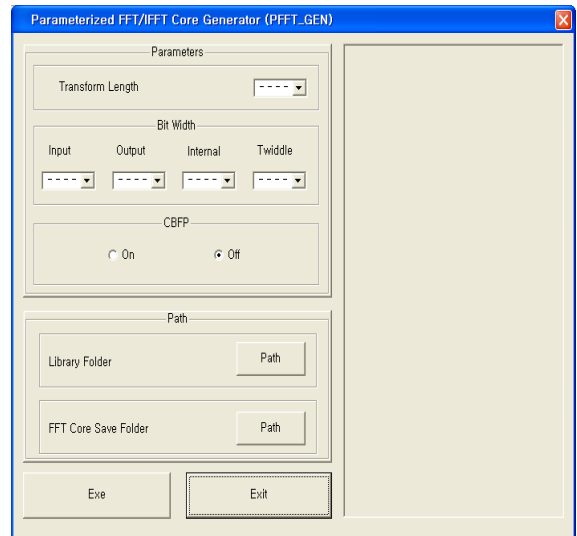 Parameterized FFT/IFFT Core Generator (PFFT_GEN)
Parameters
Transform Length ----
Bit Width
Input Output Internal Twiddle
---- ---- ---- ----
CBFP
On Off
Path
Library Folder Path
FFT Core Save Folder Path
Exe Exit